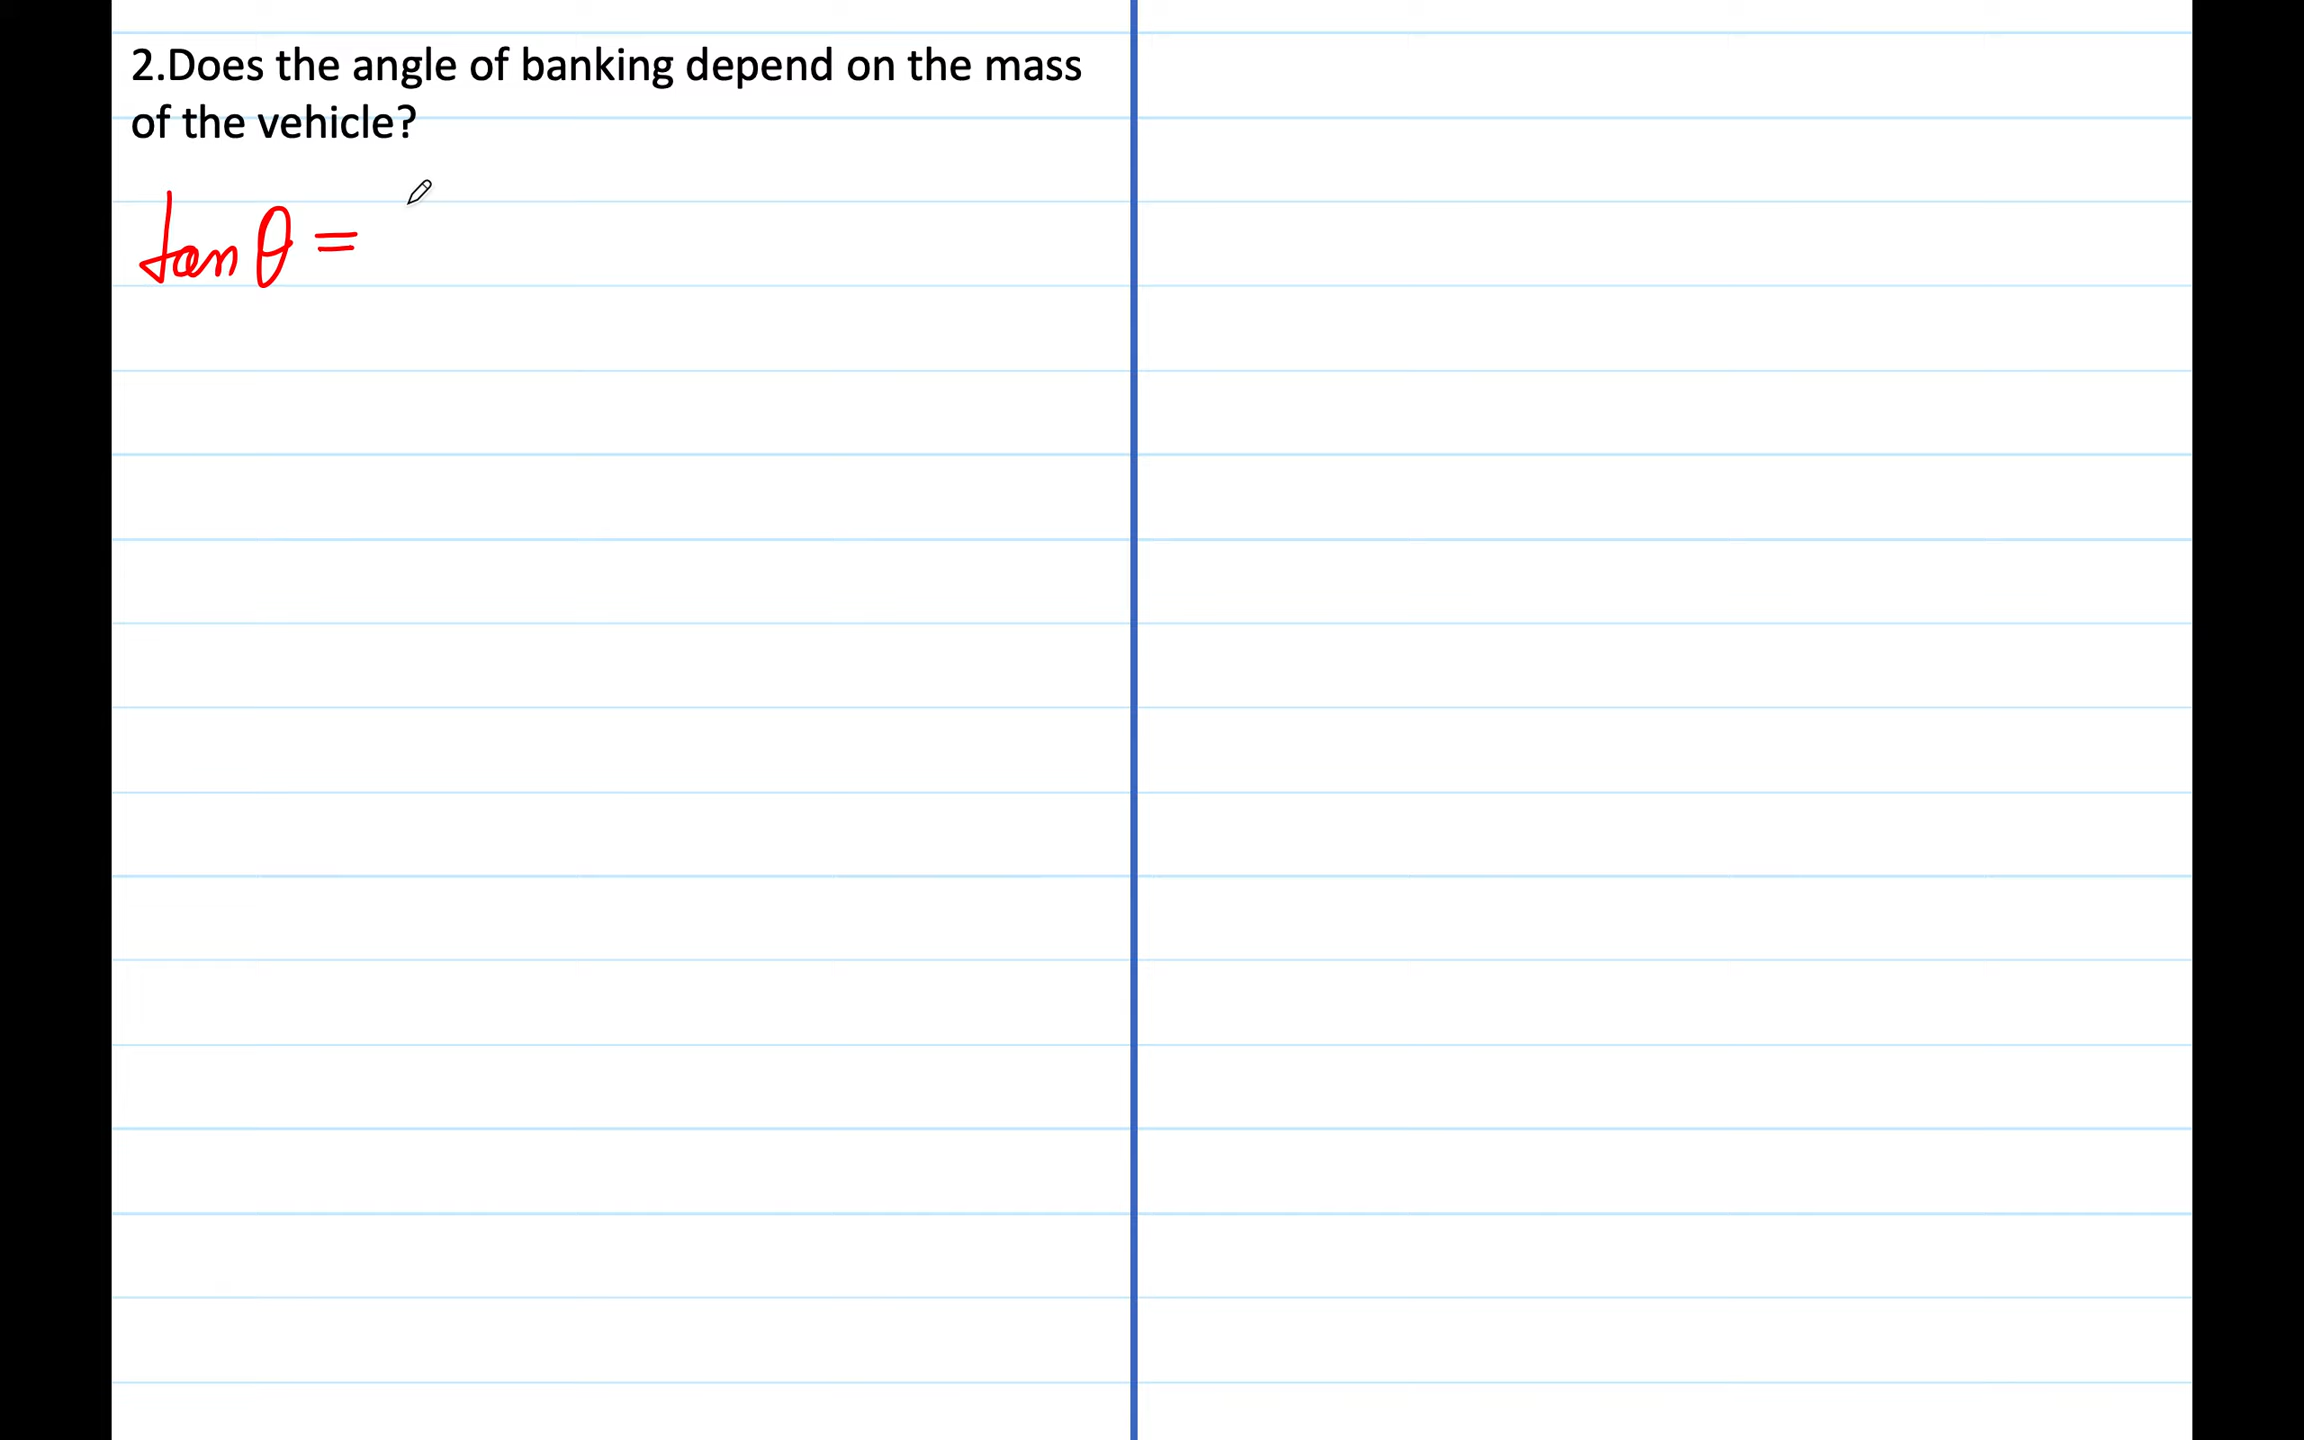 2.Does the angle of banking depend on the mass
of the vehicle?
tan θ =